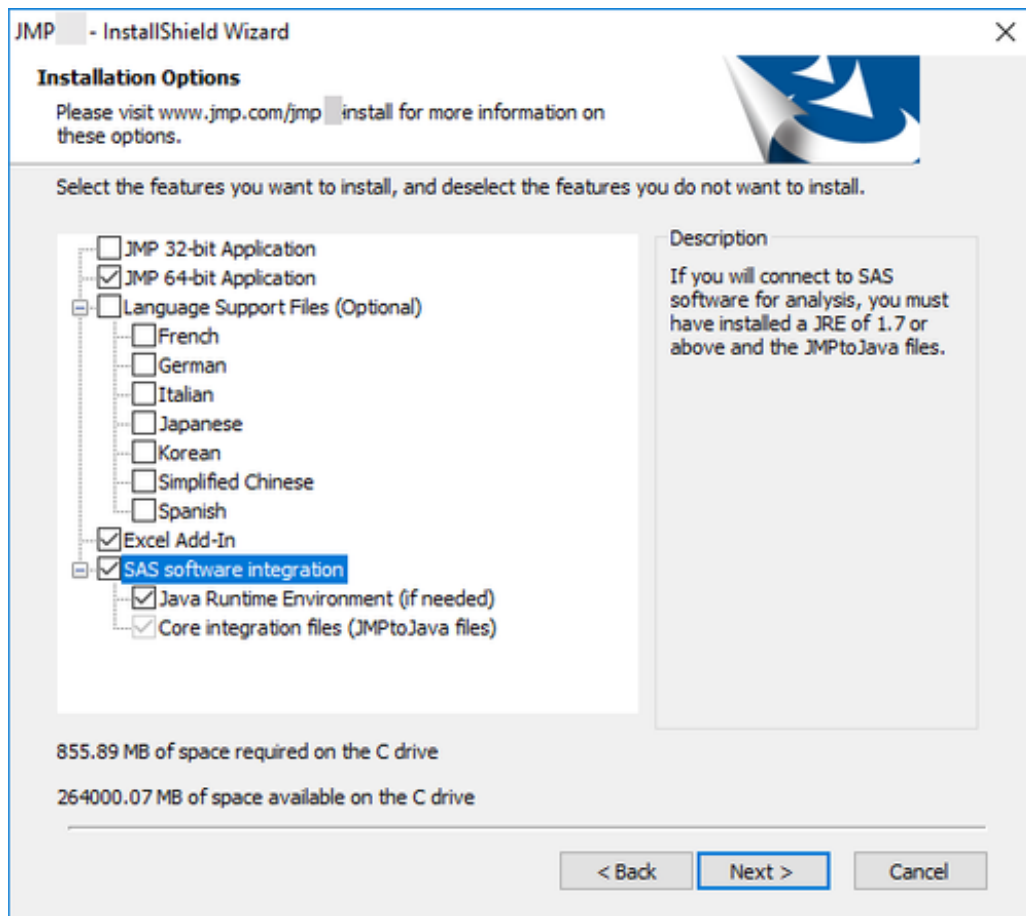 JMP - InstallShield Wizard
Installation Options
Please visit www.jmp.com/jmp -install for more information on
these options.
Select the features you want to install, and deselect the features you do not want to install.
JMP 32-bit Application
JMP 64-bit Application
Language Support Files (Optional)
French
German
Italian
Japanese
Korean
Simplified Chinese
Spanish
Excel Add-In
SAS software integration
Java Runtime Environment (if needed)
Core integration files (JMPtoJava files)
Description
If you will connect to SAS
software for analysis, you must
have installed a JRE of 1.7 or
above and the JMPtoJava files.
855.89 MB of space required on the C drive
264000.07 MB of space available on the C drive
< Back
Next >
Cancel